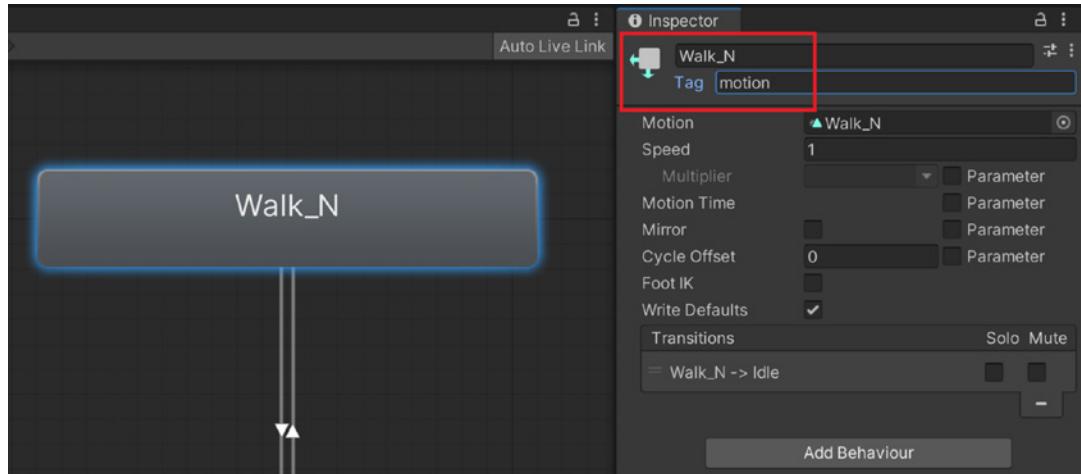 Auto Live Link
Walk_N
Inspector
Walk_N
Tag motion
Motion Walk_N
Speed 1
Multiplier Parameter
Motion Time Parameter
Mirror Parameter
Cycle Offset 0 Parameter
Foot IK
Write Defaults
Transitions Solo Mute
Walk_N -> Idle
Add Behaviour